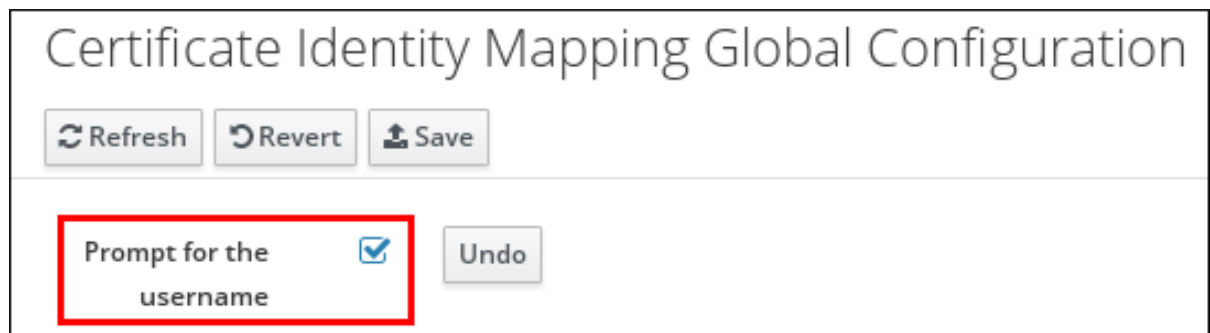 Certificate Identity Mapping Global Configuration
Refresh Revert Save
Prompt for the Undo
username